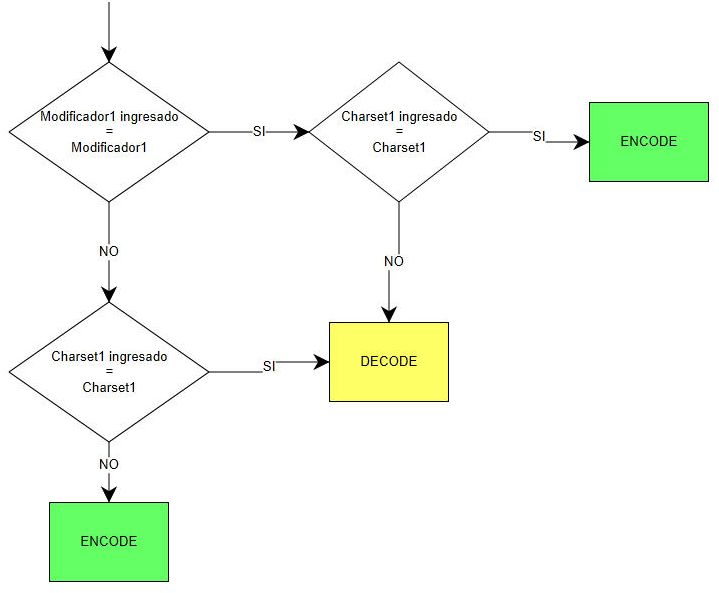 Modificador1 ingresado
=
Modificador1
SI
Charset1 ingresado
=
Charset1
SI
ENCODE
NO
NO
Charset1 ingresado
=
Charset1
SI
DECODE
NO
ENCODE